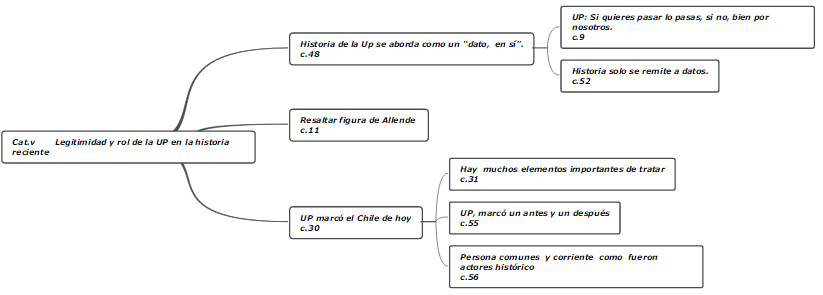 Cat.v Legitimidad y rol de la UP en la historia
reciente
Historia de la Up se aborda como un "dato, en sí".
c.48
UP: Si quieres pasar lo pasas, si no, bien por
nosotros.
c.9
Historia solo se remite a datos.
c.52
Resaltar figura de Allende
c.11
UP marcó el Chile de hoy
c.30
Hay muchos elementos importantes de tratar
c.31
UP, marcó un antes y un después
c.55
Persona comunes y corriente como fueron
actores histórico
c.56